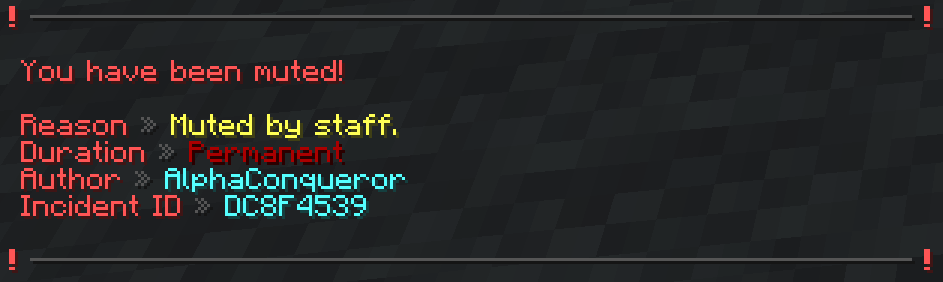 ! !
You have been muted!
Reason » Muted by staff.
Duration » Permanent
Author » AlphaConqueror
Incident ID » DC8F4539
! !